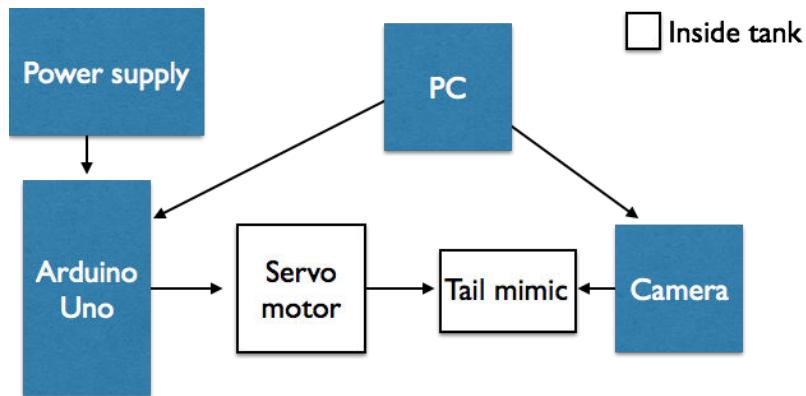 Inside tank
Power supply
PC
Arduino
Uno
Servo
motor
Tail mimic
Camera